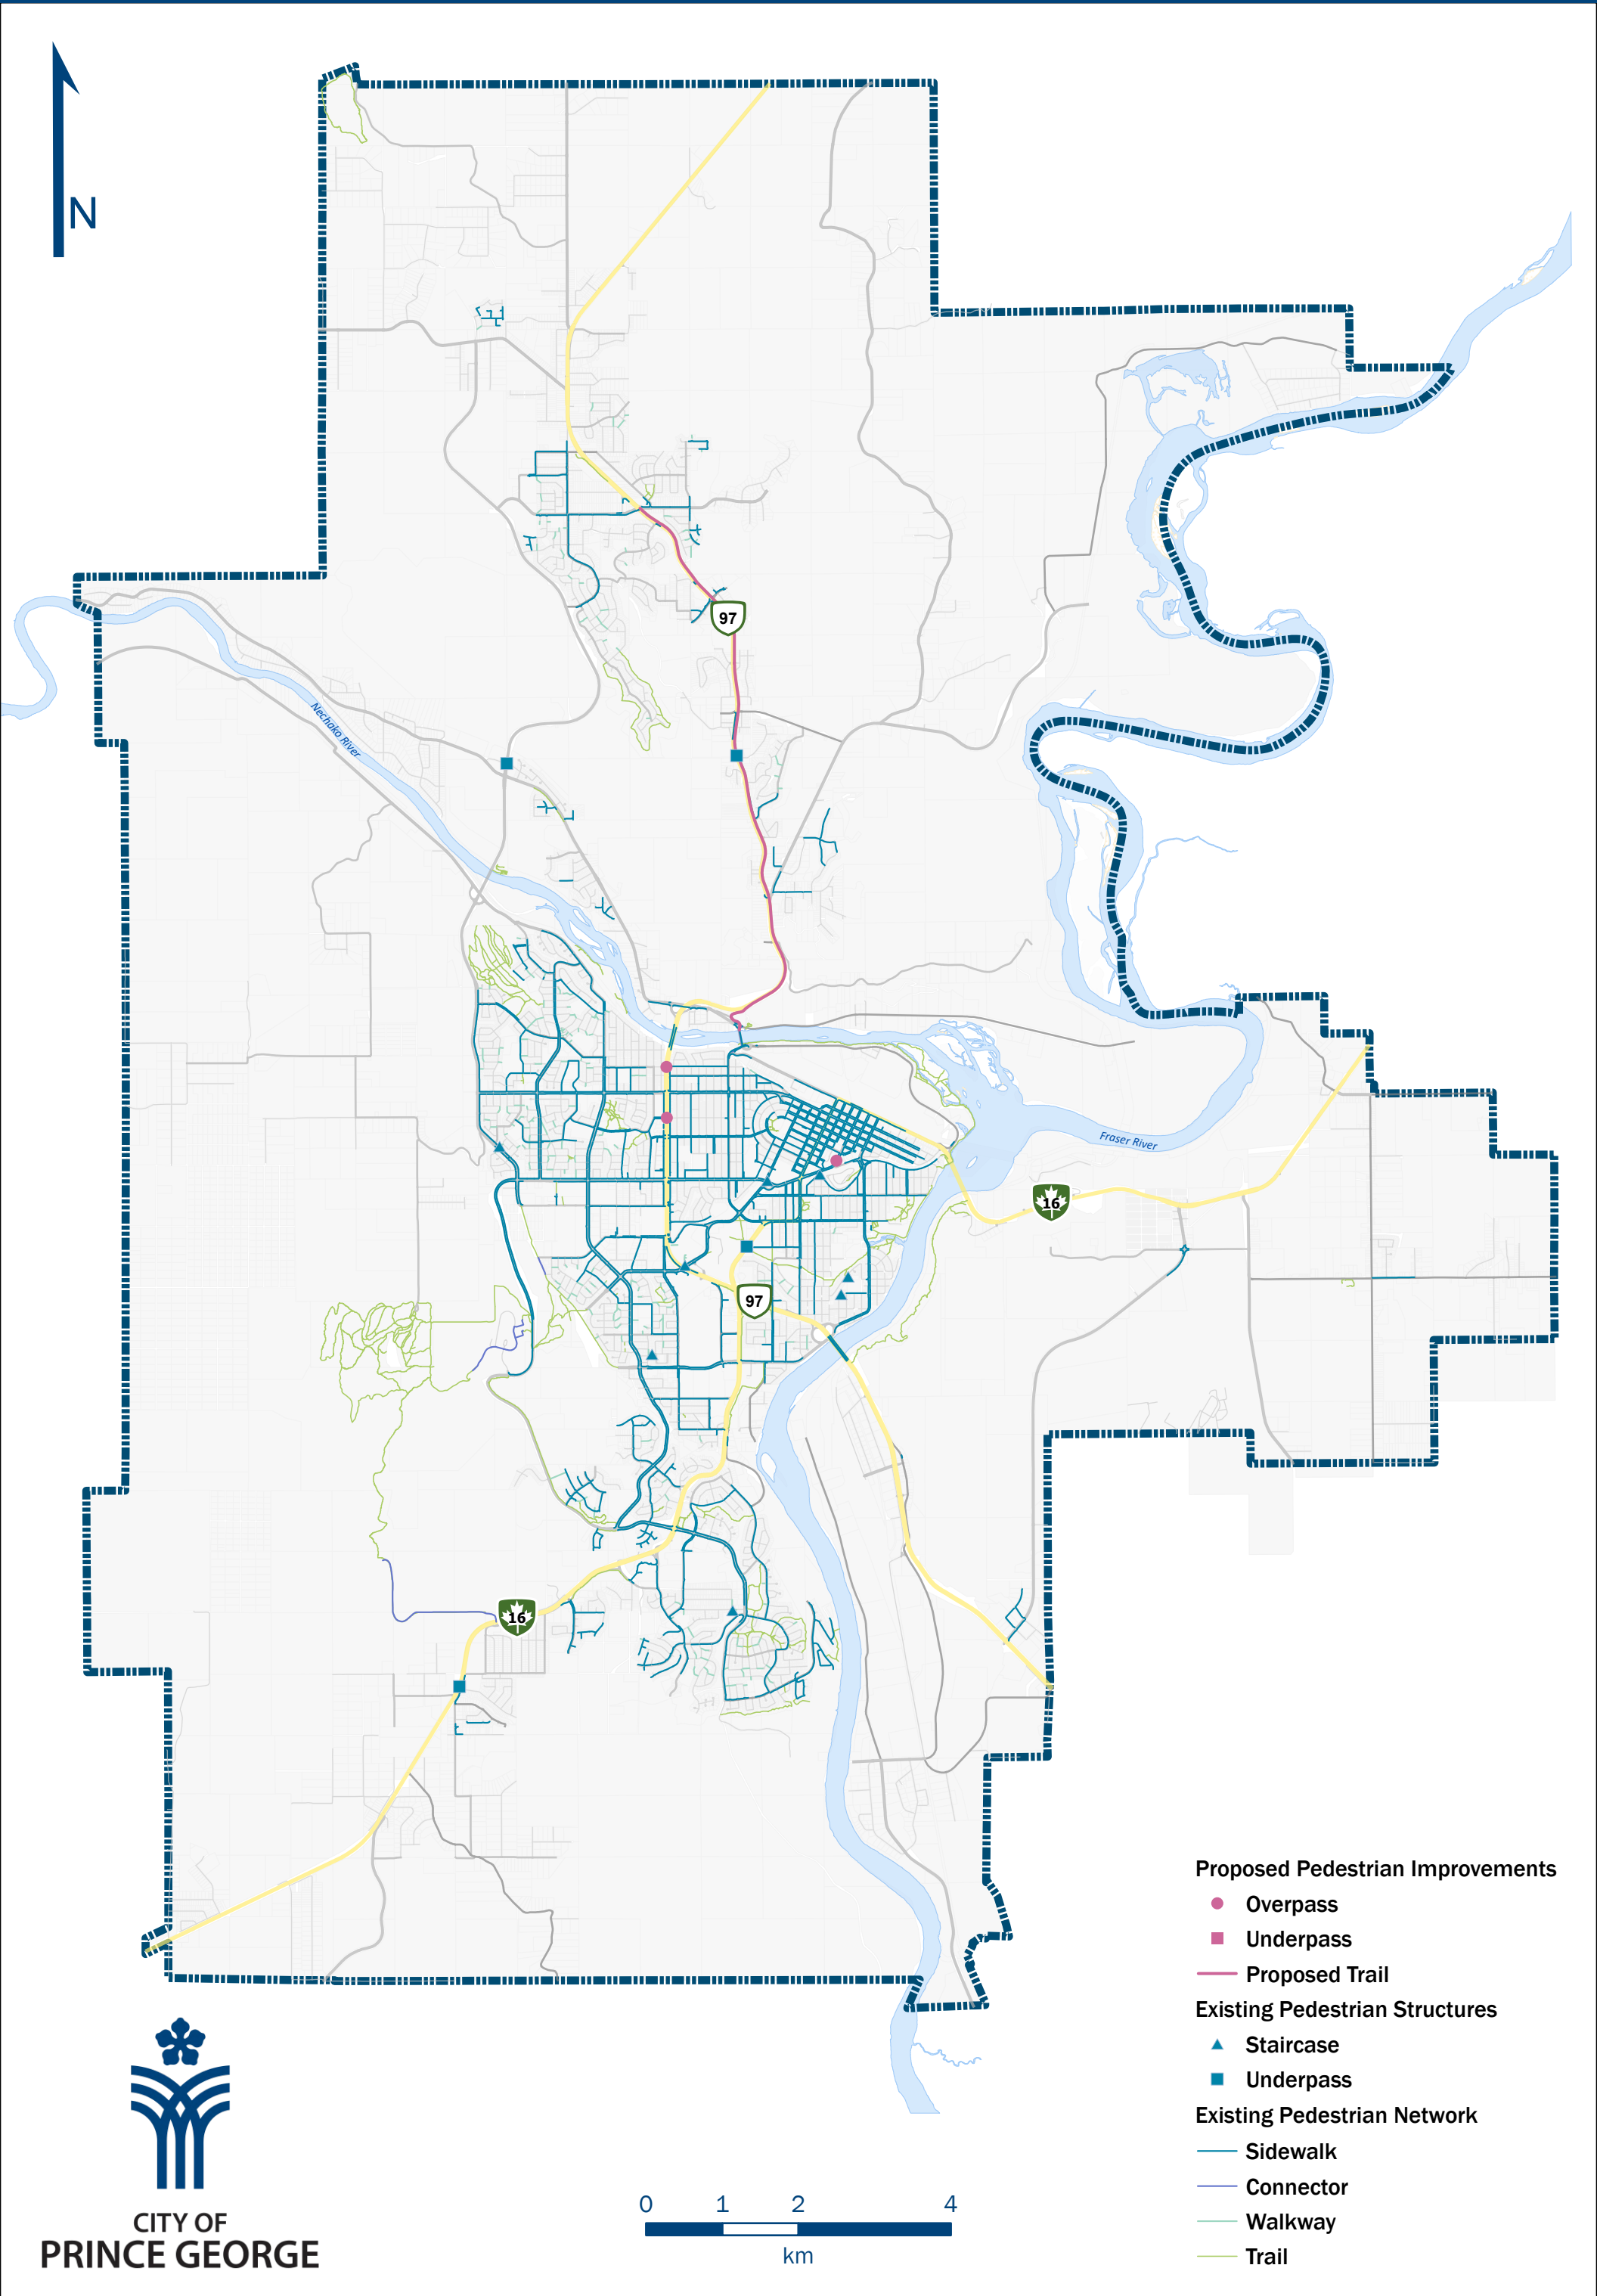 N
97
Nechako River
Fraser River
16
97
16
Proposed Pedestrian Improvements
Overpass
Underpass
Proposed Trail
Existing Pedestrian Structures
Staircase
Underpass
Existing Pedestrian Network
Sidewalk
Connector
Walkway
Trail
0 1 2 4
km
CITY OF
PRINCE GEORGE